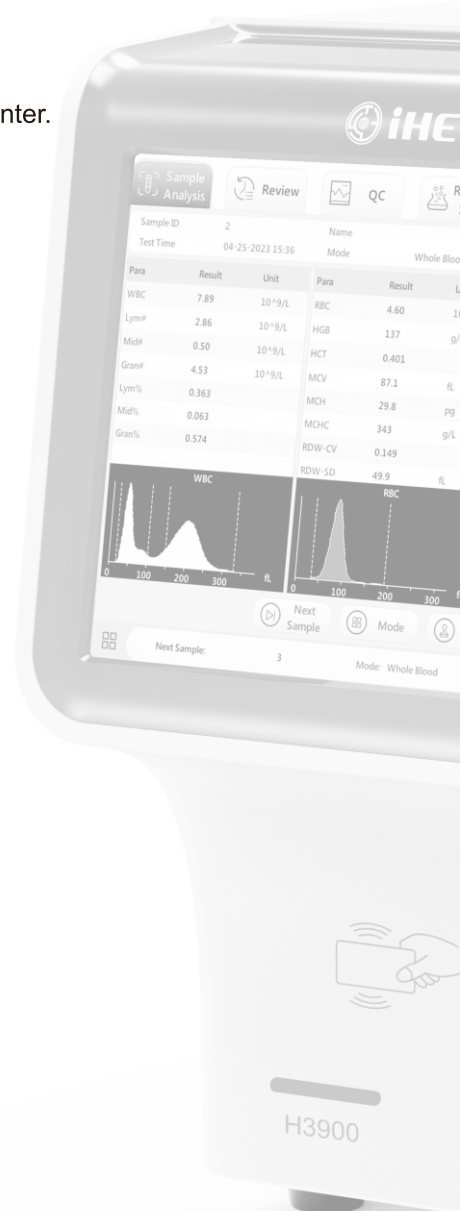 nter.
iHE
Sample
Analysis
Review
QC
R
Sample ID 2 Name
Test Time 04-25-2023 15:36 Mode Whole Bloo
Para Result Unit Para Result U
WBC 7.89 10^9/L RBC 4.60 10
Lym# 2.86 10^9/L HGB 137 g/
Mid# 0.50 10^9/L HCT 0.401
Gran# 4.53 10^9/L MCV 87.1 fL
Lym% 0.363 MCH 29.8 pg
Mid% 0.063 MCHC 343 g/L
Gran% 0.574 RDW-CV 0.149
RDW-SD 49.9 fL
WBC RBC
0 100 200 300 fL 0 100 200 300 f
Next
Sample
Mode
Next Sample: 3 Mode: Whole Blood
H3900